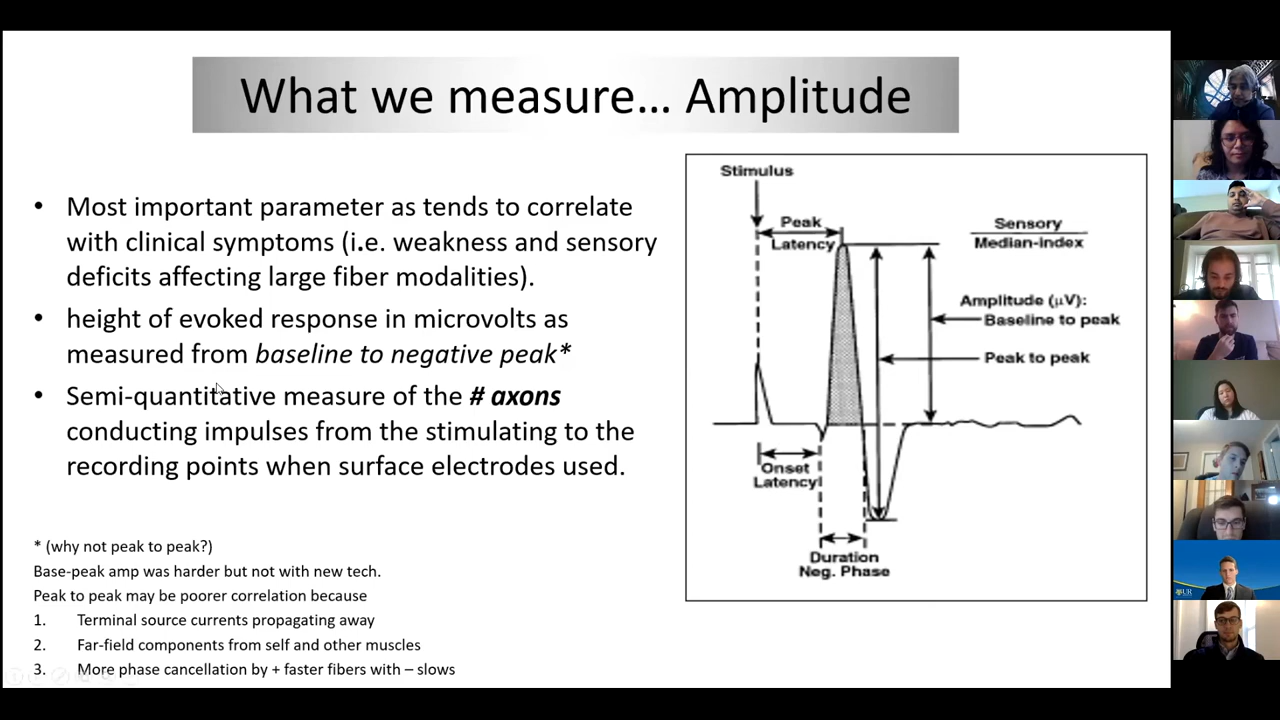 What we measure... Amplitude
• Most important parameter as tends to correlate
with clinical symptoms (i.e. weakness and sensory
deficits affecting large fiber modalities).
• height of evoked response in microvolts as
measured from baseline to negative peak*
• Semi-quantitative measure of the # axons
conducting impulses from the stimulating to the
recording points when surface electrodes used.
* (why not peak to peak?)
Base-peak amp was harder but not with new tech.
Peak to peak may be poorer correlation because
1. Terminal source currents propagating away
2. Far-field components from self and other muscles
3. More phase cancellation by + faster fibers with – slows
Stimulus
Peak
Latency
Sensory
Median-index
Amplitude (μV):
Baseline to peak
Peak to peak
Onset
Latency
Duration
Neg. Phase
UR